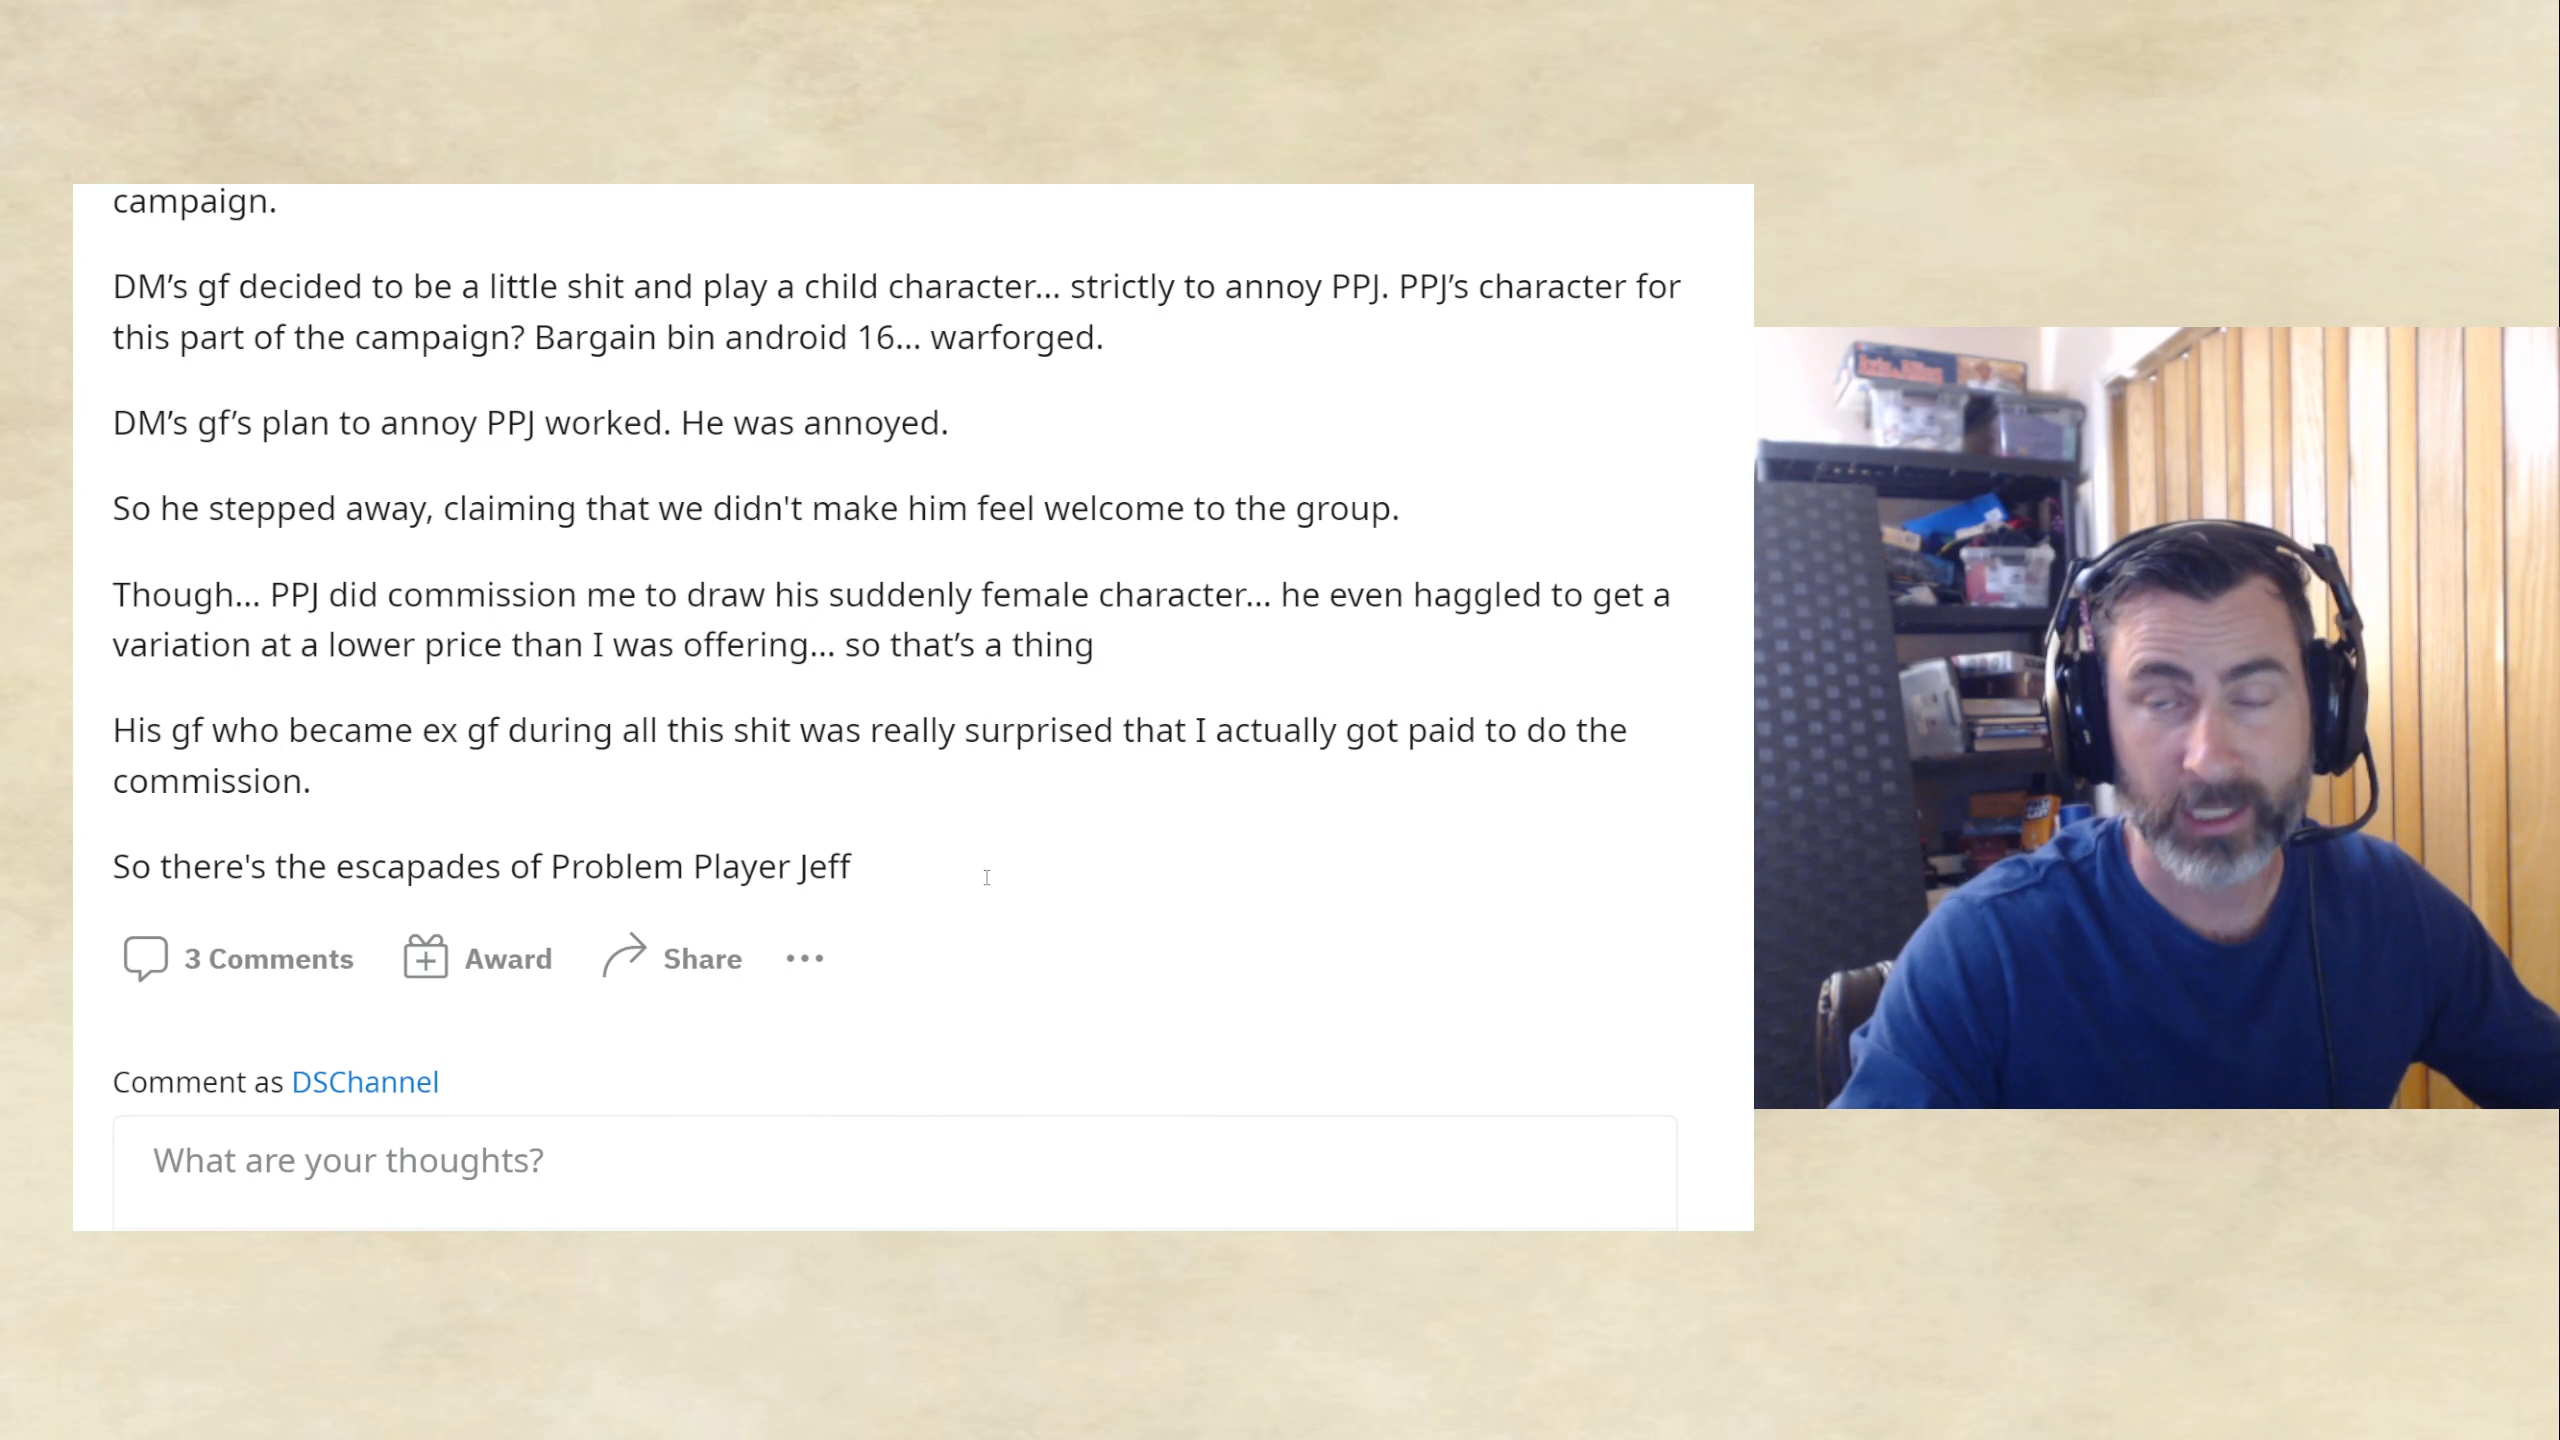 campaign.
DM’s gf decided to be a little shit and play a child character... strictly to annoy PPJ. PPJ’s character for
this part of the campaign? Bargain bin android 16... warforged.
DM’s gf’s plan to annoy PPJ worked. He was annoyed.
So he stepped away, claiming that we didn't make him feel welcome to the group.
Though... PPJ did commission me to draw his suddenly female character... he even haggled to get a
variation at a lower price than I was offering... so that’s a thing
His gf who became ex gf during all this shit was really surprised that I actually got paid to do the
commission.
So there's the escapades of Problem Player Jeff
3 Comments Award Share
Comment as DSChannel
What are your thoughts?